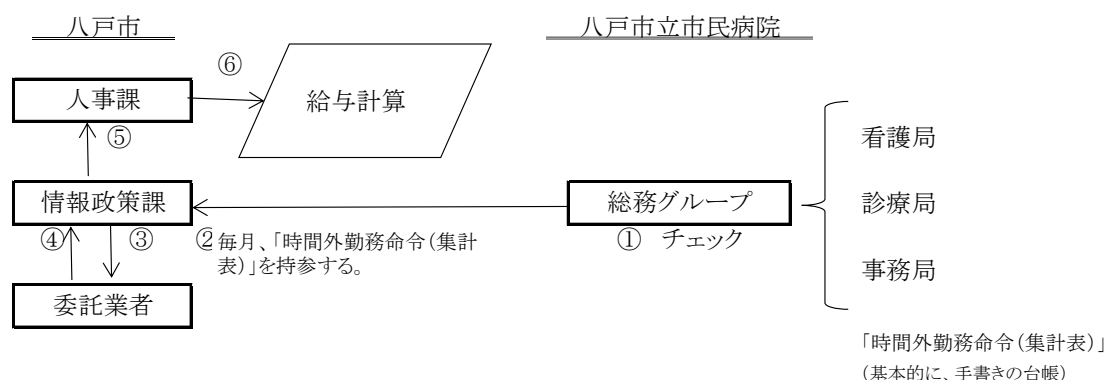 八戸市
八戸市立市民病院
⑥
人事課
給与計算
⑤
看護局
情報政策課
総務グループ
診療局
④
③
②毎月、「時間外勤務命令(集計
表)」を持参する。
① チェック
事務局
委託業者
「時間外勤務命令(集計表)」
(基本的に、手書きの台帳)